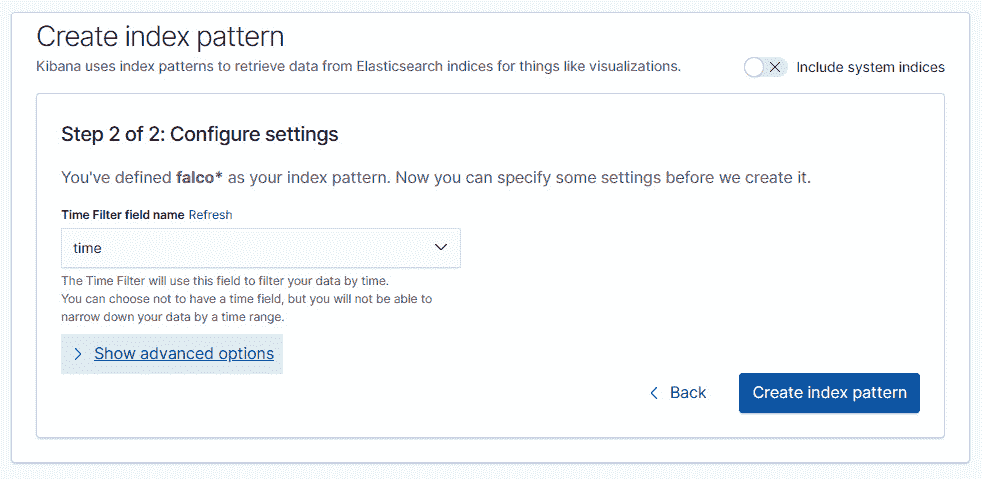 Create index pattern
Kibana uses index patterns to retrieve data from Elasticsearch indices for things like visualizations.
Include system indices
Step 2 of 2: Configure settings
You've defined falco* as your index pattern. Now you can specify some settings before we create it.
Time Filter field name Refresh
time
The Time Filter will use this field to filter your data by time.
You can choose not to have a time field, but you will not be able to
narrow down your data by a time range.
Show advanced options
Back
Create index pattern